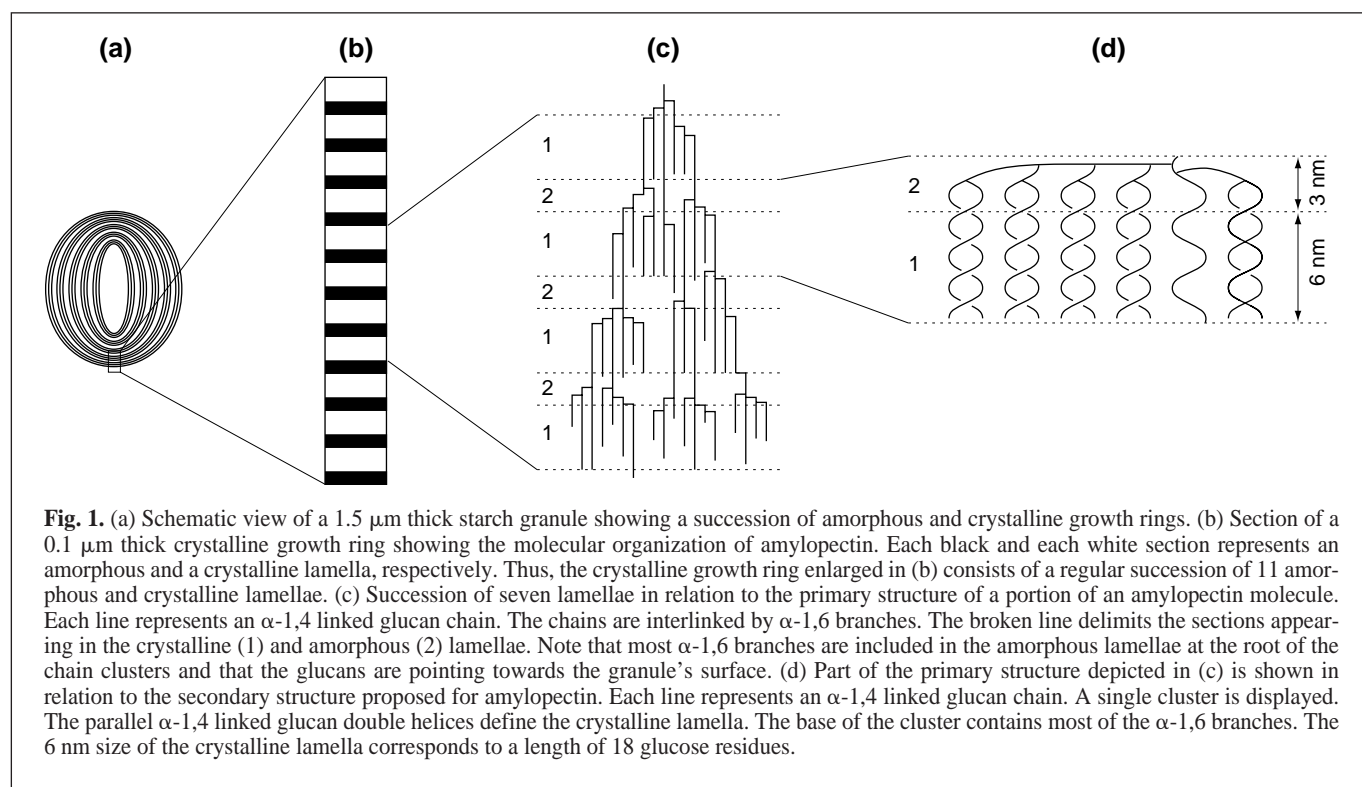 (a) (b) (c) (d)
1
2
1
2
1
2
1
2
1
3 nm
6 nm
Fig. 1. (a) Schematic view of a 1.5 μm thick starch granule showing a succession of amorphous and crystalline growth rings. (b) Section of a
0.1 μm thick crystalline growth ring showing the molecular organization of amylopectin. Each black and each white section represents an
amorphous and a crystalline lamella, respectively. Thus, the crystalline growth ring enlarged in (b) consists of a regular succession of 11 amor-
phous and crystalline lamellae. (c) Succession of seven lamellae in relation to the primary structure of a portion of an amylopectin molecule.
Each line represents an α-1,4 linked glucan chain. The chains are interlinked by α-1,6 branches. The broken line delimits the sections appear-
ing in the crystalline (1) and amorphous (2) lamellae. Note that most α-1,6 branches are included in the amorphous lamellae at the root of the
chain clusters and that the glucans are pointing towards the granule's surface. (d) Part of the primary structure depicted in (c) is shown in
relation to the secondary structure proposed for amylopectin. Each line represents an α-1,4 linked glucan chain. A single cluster is displayed.
The parallel α-1,4 linked glucan double helices define the crystalline lamella. The base of the cluster contains most of the α-1,6 branches. The
6 nm size of the crystalline lamella corresponds to a length of 18 glucose residues.